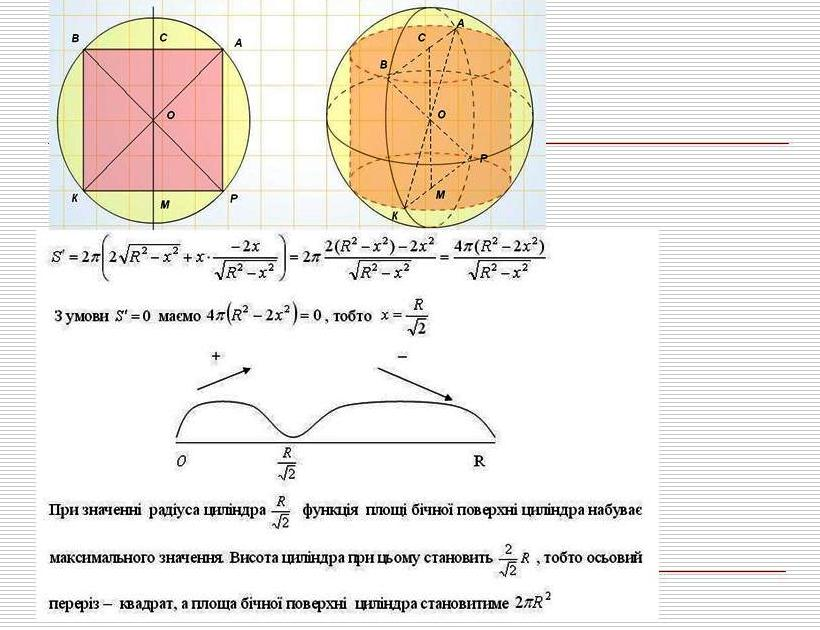 B C A
O
K M P
A
C
B
O
P
M
K
S′ = 2π(2√(R² − x²) + x · −2x/√(R² − x²)) = 2π (2(R² − x²) − 2x²)/√(R² − x²) = 4π(R² − 2x²)/√(R² − x²)
З умови S′ = 0 маємо 4π(R² − 2x²) = 0, тобто x = R/√2
+ −
O R/√2 R
При значенні радіуса циліндра R/√2 функція площі бічної поверхні циліндра набуває
максимального значення. Висота циліндра при цьому становить 2/√2 R , тобто осьовий
переріз – квадрат, а площа бічної поверхні циліндра становитиме 2πR²